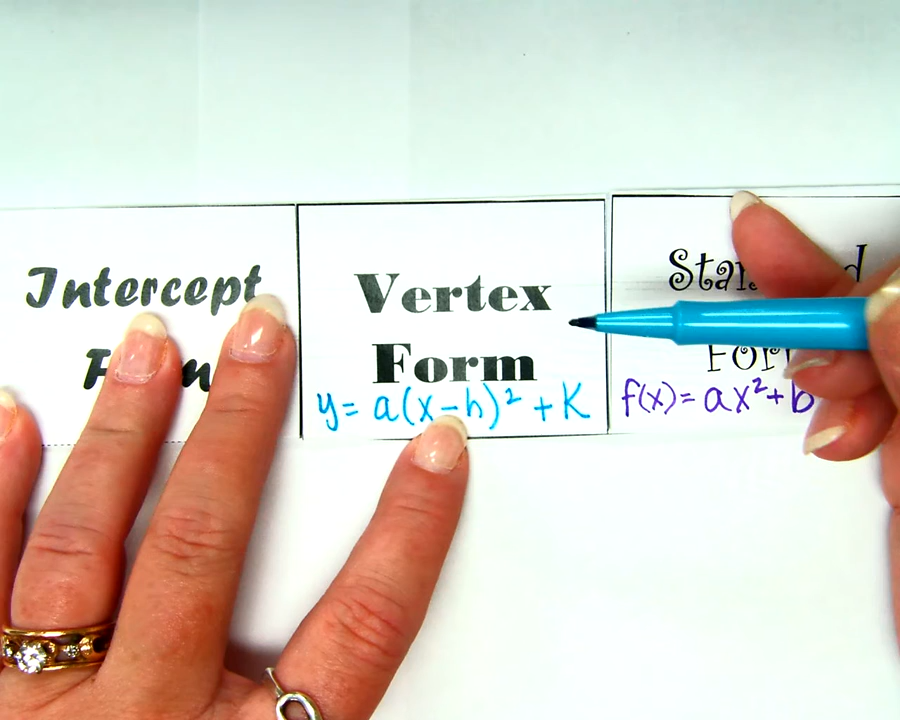 Intercept
Vertex
Form
y = a(x-h)² + K
f(x) = ax² + b